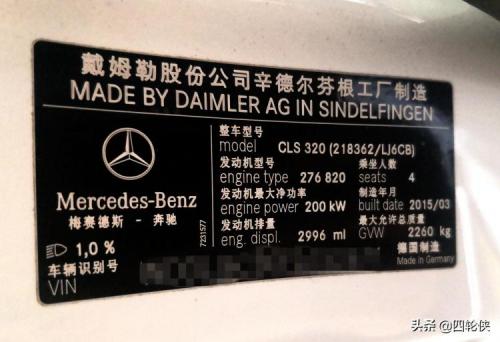 戴姆勒股份公司辛德尔芬根工厂制造
MADE BY DAIMLER AG IN SINDELFINGEN
Mercedes-Benz
梅赛德斯 - 奔驰
1,0 %
整车型号
model CLS 320 (218362/LJ6CB)
发动机型号 乘坐人数
engine type 276 820 seats 4
发动机最大净功率 制造年月
engine power 200 kW built date 2015/03
发动机排量 最大允许总质量
eng. displ. 2996 ml GVW 2260 kg
车辆识别号 德国制造
VIN Made in Germany
头条 @四轮侠